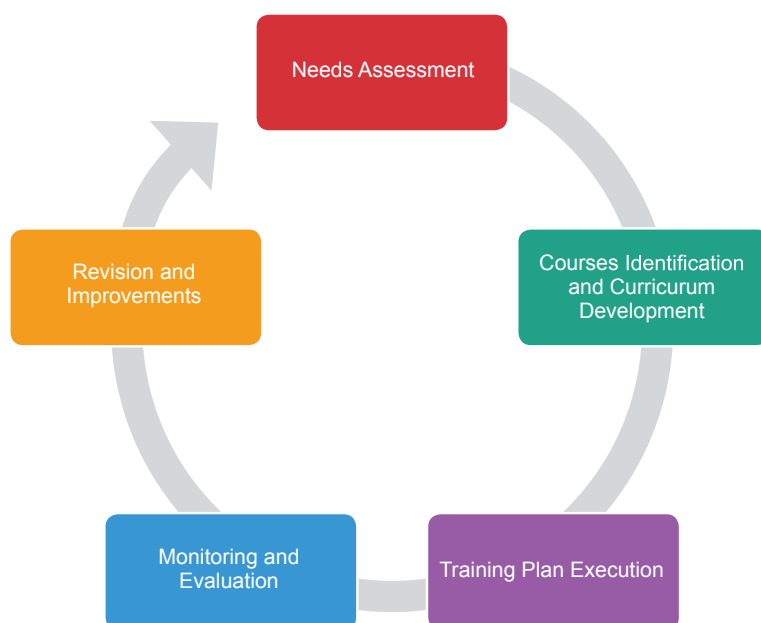 Needs Assessment
Courses Identification
and Curricurum
Development
Training Plan Execution
Monitoring and
Evaluation
Revision and
Improvements